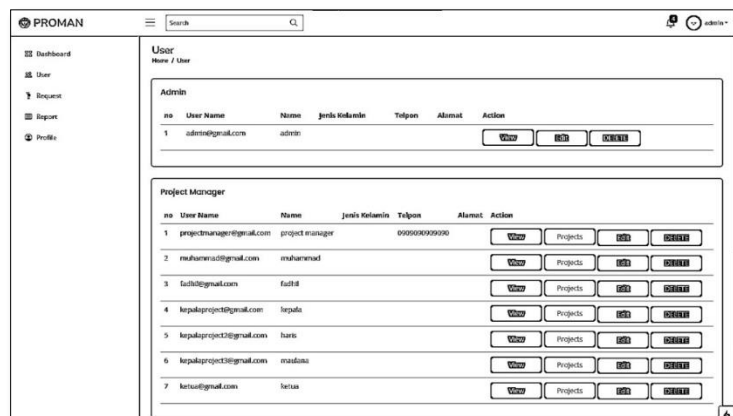 PROMAN
Search
admin
Dashboard
User
Request
Report
Profile
User
Home / User
Admin
no User Name Name Jenis Kelamin Telpon Alamat Action
1 admin@gmail.com admin View Edit DELETE
Project Manager
no User Name Name Jenis Kelamin Telpon Alamat Action
1 projectmanager@gmail.com project manager 0909090909090 View Projects Edit DELETE
2 muhammad@gmail.com muhammad View Projects Edit DELETE
3 View Projects Edit DELETE
4 kepalaproject@gmail.com kepala View Projects Edit DELETE
5 kepalaproject2@gmail.com haris View Projects Edit DELETE
6 kepalaproject3@gmail.com maulana View Projects Edit DELETE
7 ketua@gmail.com ketua View Projects Edit DELETE